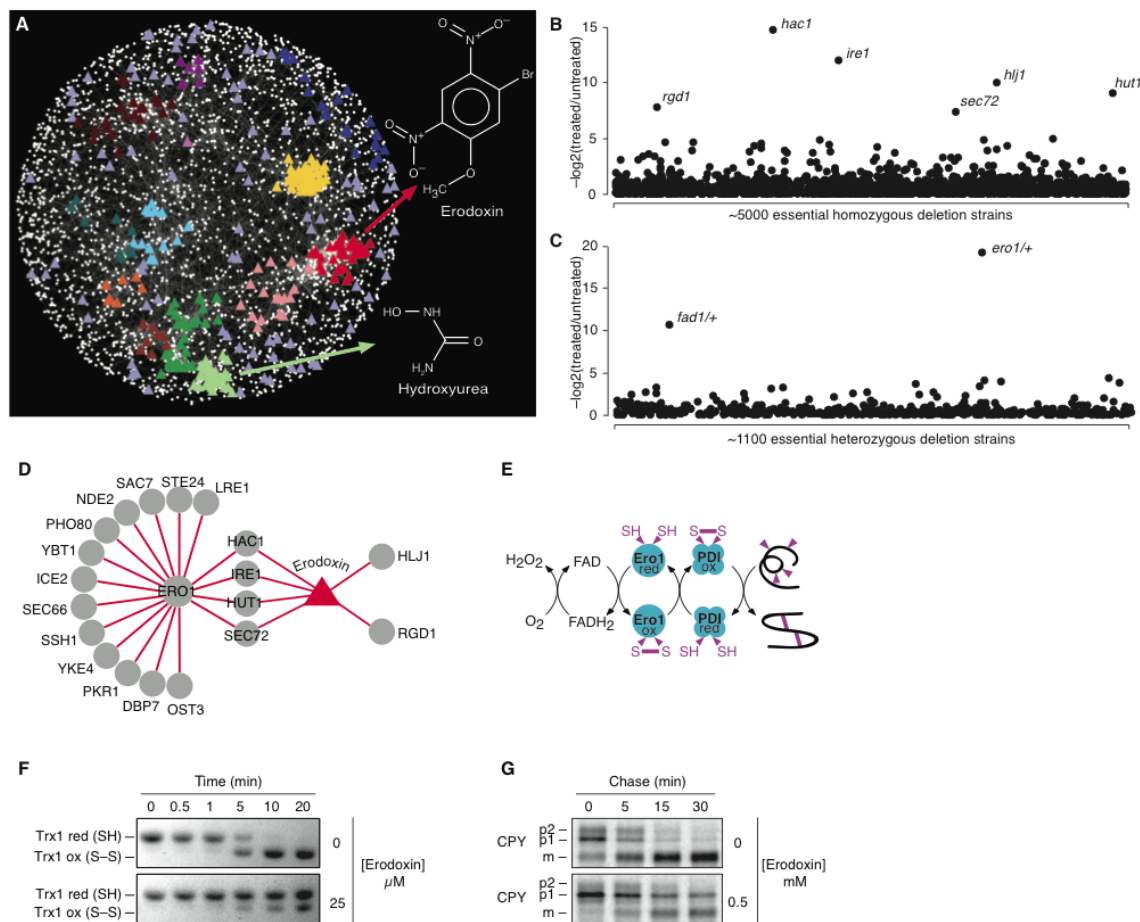 A
O
N⁺
O⁻
Br
O
N⁺
O⁻
O
H₃C
Erodoxin
HO
NH
O
H₂N
Hydroxyurea
B
−log2(treated/untreated)
15
10
5
0
hac1
ire1
hlj1
hut1
rgd1
sec72
~5000 essential homozygous deletion strains
C
−log2(treated/untreated)
20
15
10
5
0
ero1/+
fad1/+
~1100 essential heterozygous deletion strains
D
STE24
SAC7
LRE1
NDE2
PHO80
YBT1
ICE2
SEC66
SSH1
YKE4
PKR1
DBP7
OST3
ERO1
HAC1
IRE1
HUT1
SEC72
Erodoxin
HLJ1
RGD1
E
SH SH S S
H2O2 FAD Ero1 red PDI ox
O2 FADH2 Ero1 ox PDI red
S S SH SH
F
Time (min)
0 0.5 1 5 10 20
Trx1 red (SH)
Trx1 ox (S–S)
0
Trx1 red (SH)
Trx1 ox (S–S)
25
[Erodoxin]
µM
G
Chase (min)
0 5 15 30
CPY
p2
p1
m
0
CPY
p2
p1
m
0.5
[Erodoxin]
mM